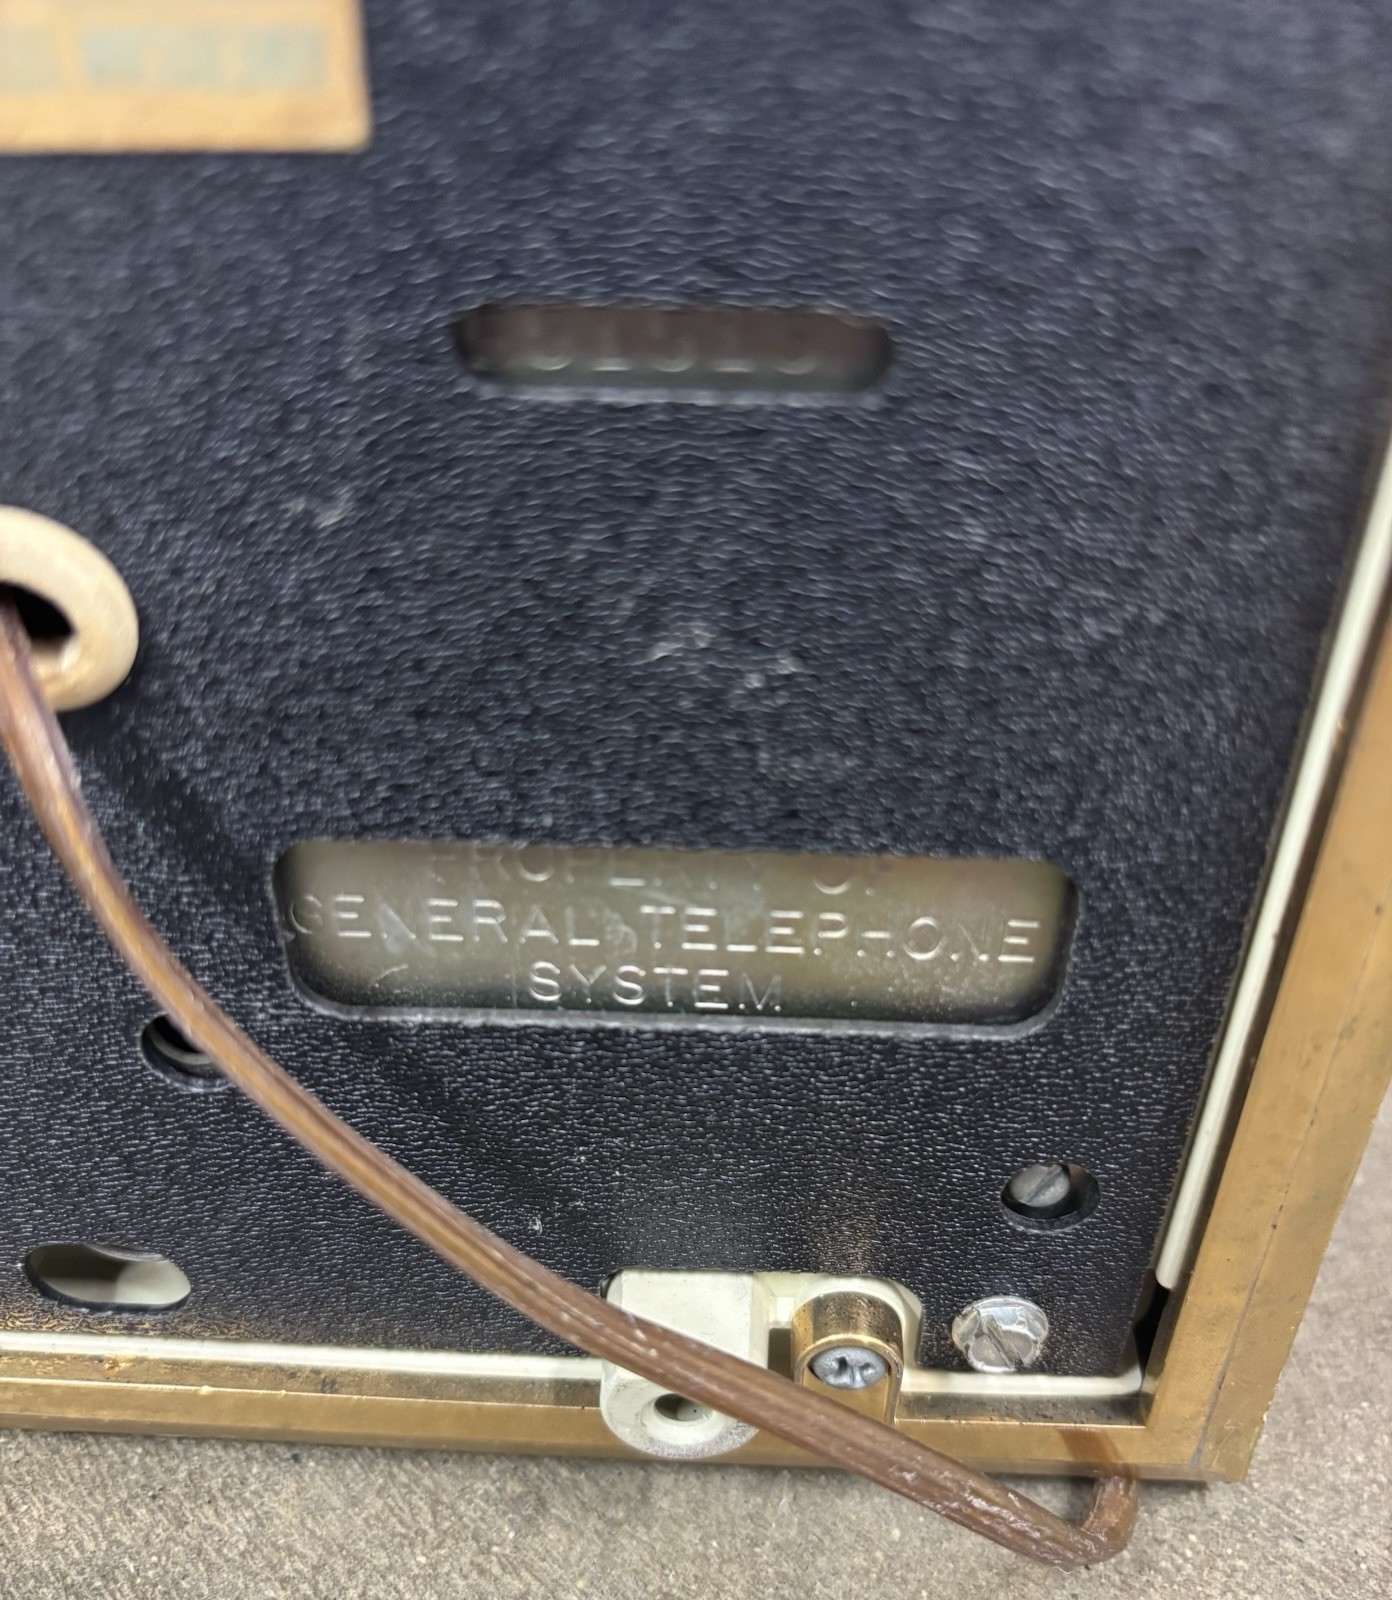 PROPERTY OF
GENERAL TELEPHONE
SYSTEM